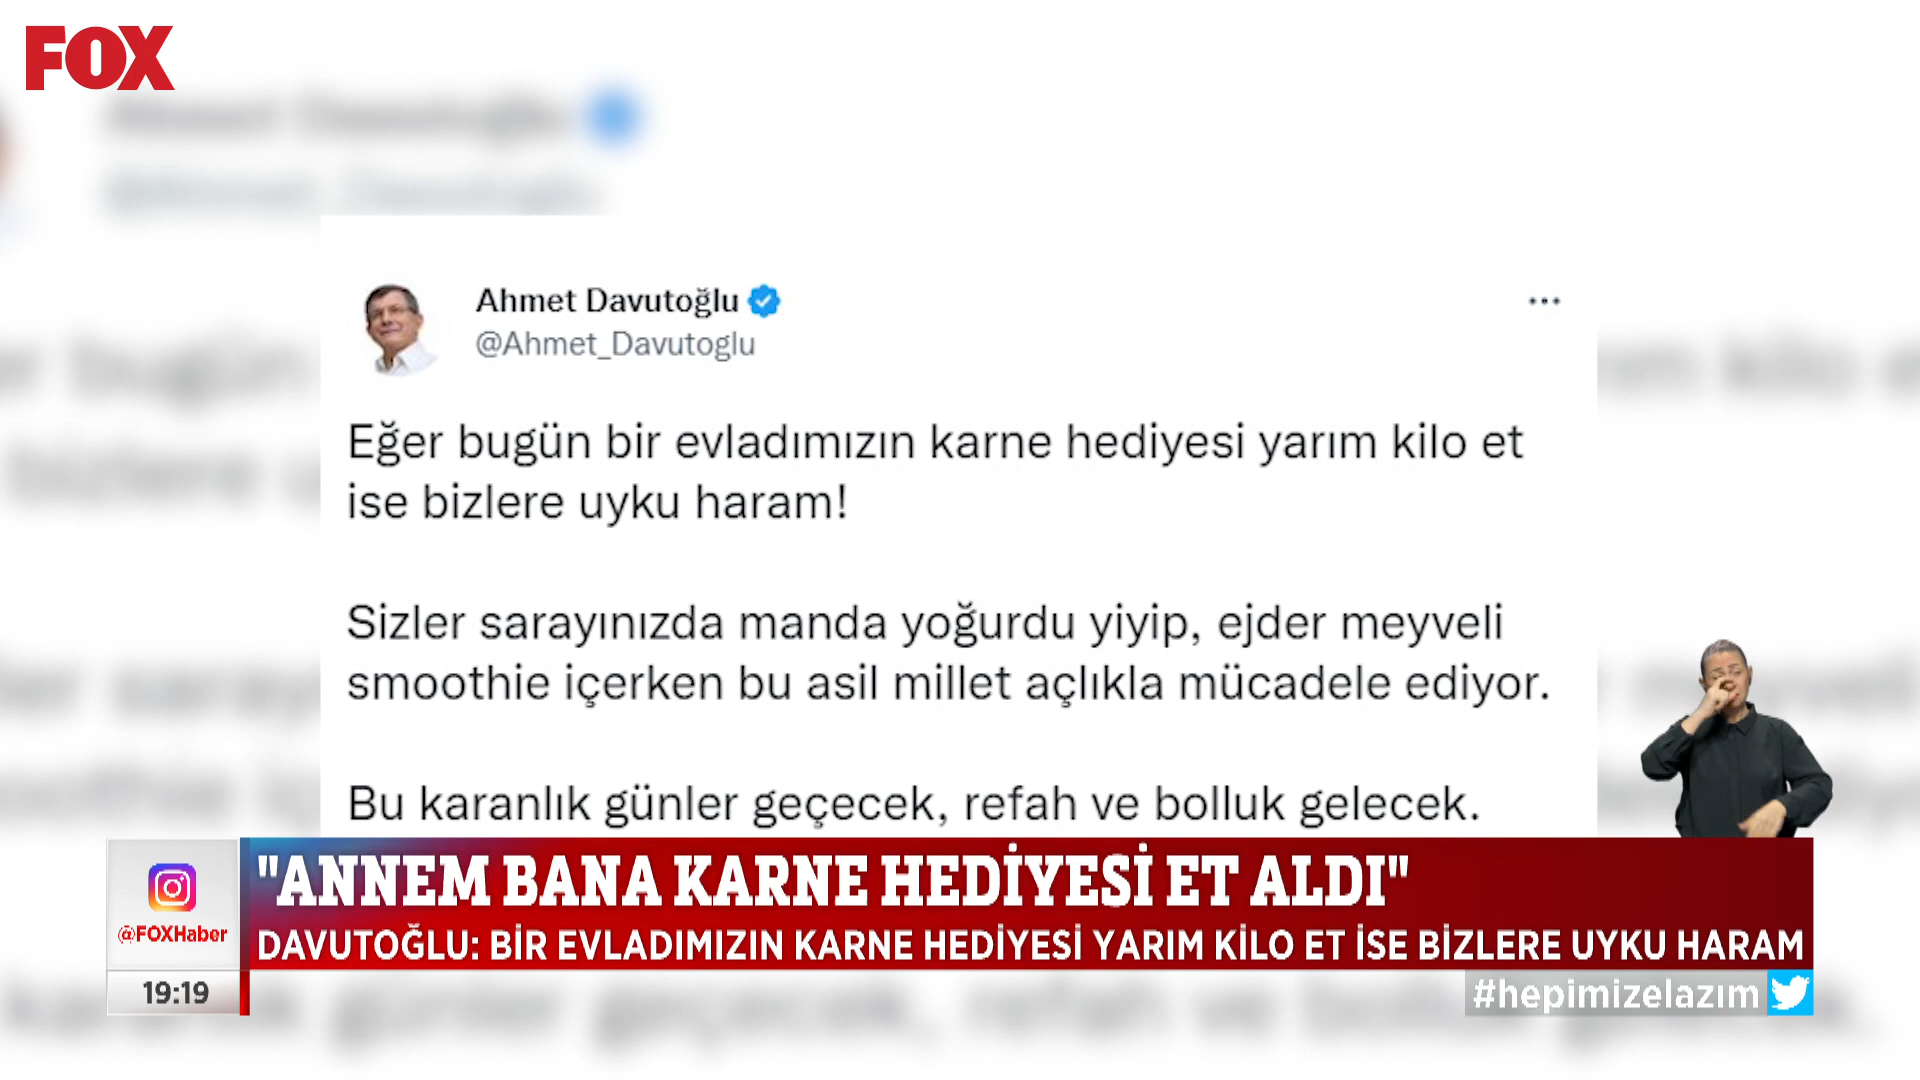 FOX
Ahmet Davutoğlu
@Ahmet_Davutoglu
Eğer bugün bir evladımızın karne hediyesi yarım kilo et
ise bizlere uyku haram!
Sizler sarayınızda manda yoğurdu yiyip, ejder meyveli
smoothie içerken bu asil millet açlıkla mücadele ediyor.
Bu karanlık günler geçecek, refah ve bolluk gelecek.
"ANNEM BANA KARNE HEDİYESİ ET ALDI"
@FOXHaber
DAVUTOĞLU: BİR EVLADIMIZIN KARNE HEDİYESİ YARIM KİLO ET İSE BİZLERE UYKU HARAM
19:19
#hepimizelazım